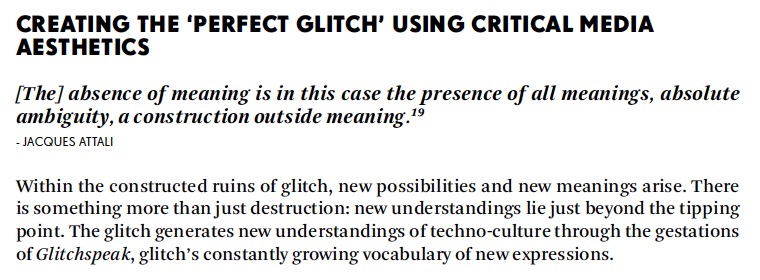 CREATING THE ‘PERFECT GLITCH’ USING CRITICAL MEDIA
AESTHETICS
[The] absence of meaning is in this case the presence of all meanings, absolute
ambiguity, a construction outside meaning.¹⁹
- JACQUES ATTALI
Within the constructed ruins of glitch, new possibilities and new meanings arise. There
is something more than just destruction: new understandings lie just beyond the tipping
point. The glitch generates new understandings of techno-culture through the gestations
of Glitchspeak, glitch’s constantly growing vocabulary of new expressions.